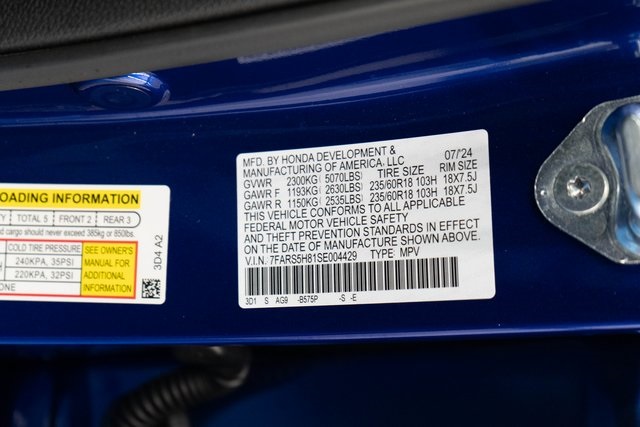 OADING INFORMATION
TOTAL 5 FRONT 2 REAR 3
d cargo should never exceed 385kg or 850lbs.
COLD TIRE PRESSURE
240KPA, 35PSI
220KPA, 32PSI
ONE
SEE OWNER'S
MANUAL FOR
ADDITIONAL
INFORMATION
3D4 A2
MFD. BY HONDA DEVELOPMENT &
MANUFACTURING OF AMERICA, LLC 07/'24
GVWR 2300KG( 5070LBS) TIRE SIZE RIM SIZE
GAWR F 1193KG( 2630LBS) 235/60R18 103H 18X7.5J
GAWR R 1150KG( 2535LBS) 235/60R18 103H 18X7.5J
THIS VEHICLE CONFORMS TO ALL APPLICABLE
FEDERAL MOTOR VEHICLE SAFETY
AND THEFT PREVENTION STANDARDS IN EFFECT
ON THE DATE OF MANUFACTURE SHOWN ABOVE.
V.I.N. 7FARS5H81SE004429 TYPE MPV
3D1 S AG9 -B575P -S -E